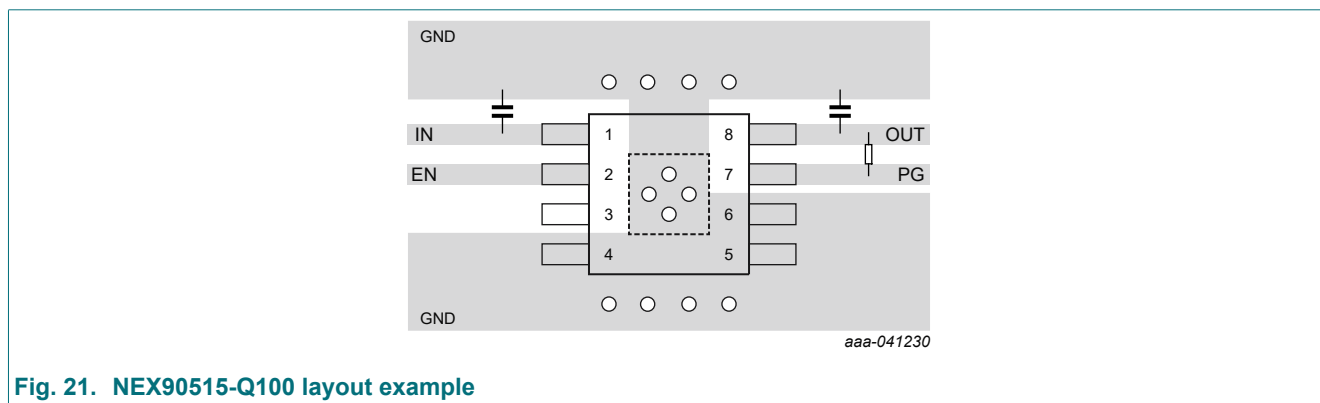 GND
IN 1 8 OUT
EN 2 7 PG
3 6
4 5
GND
aaa-041230
Fig. 21. NEX90515-Q100 layout example